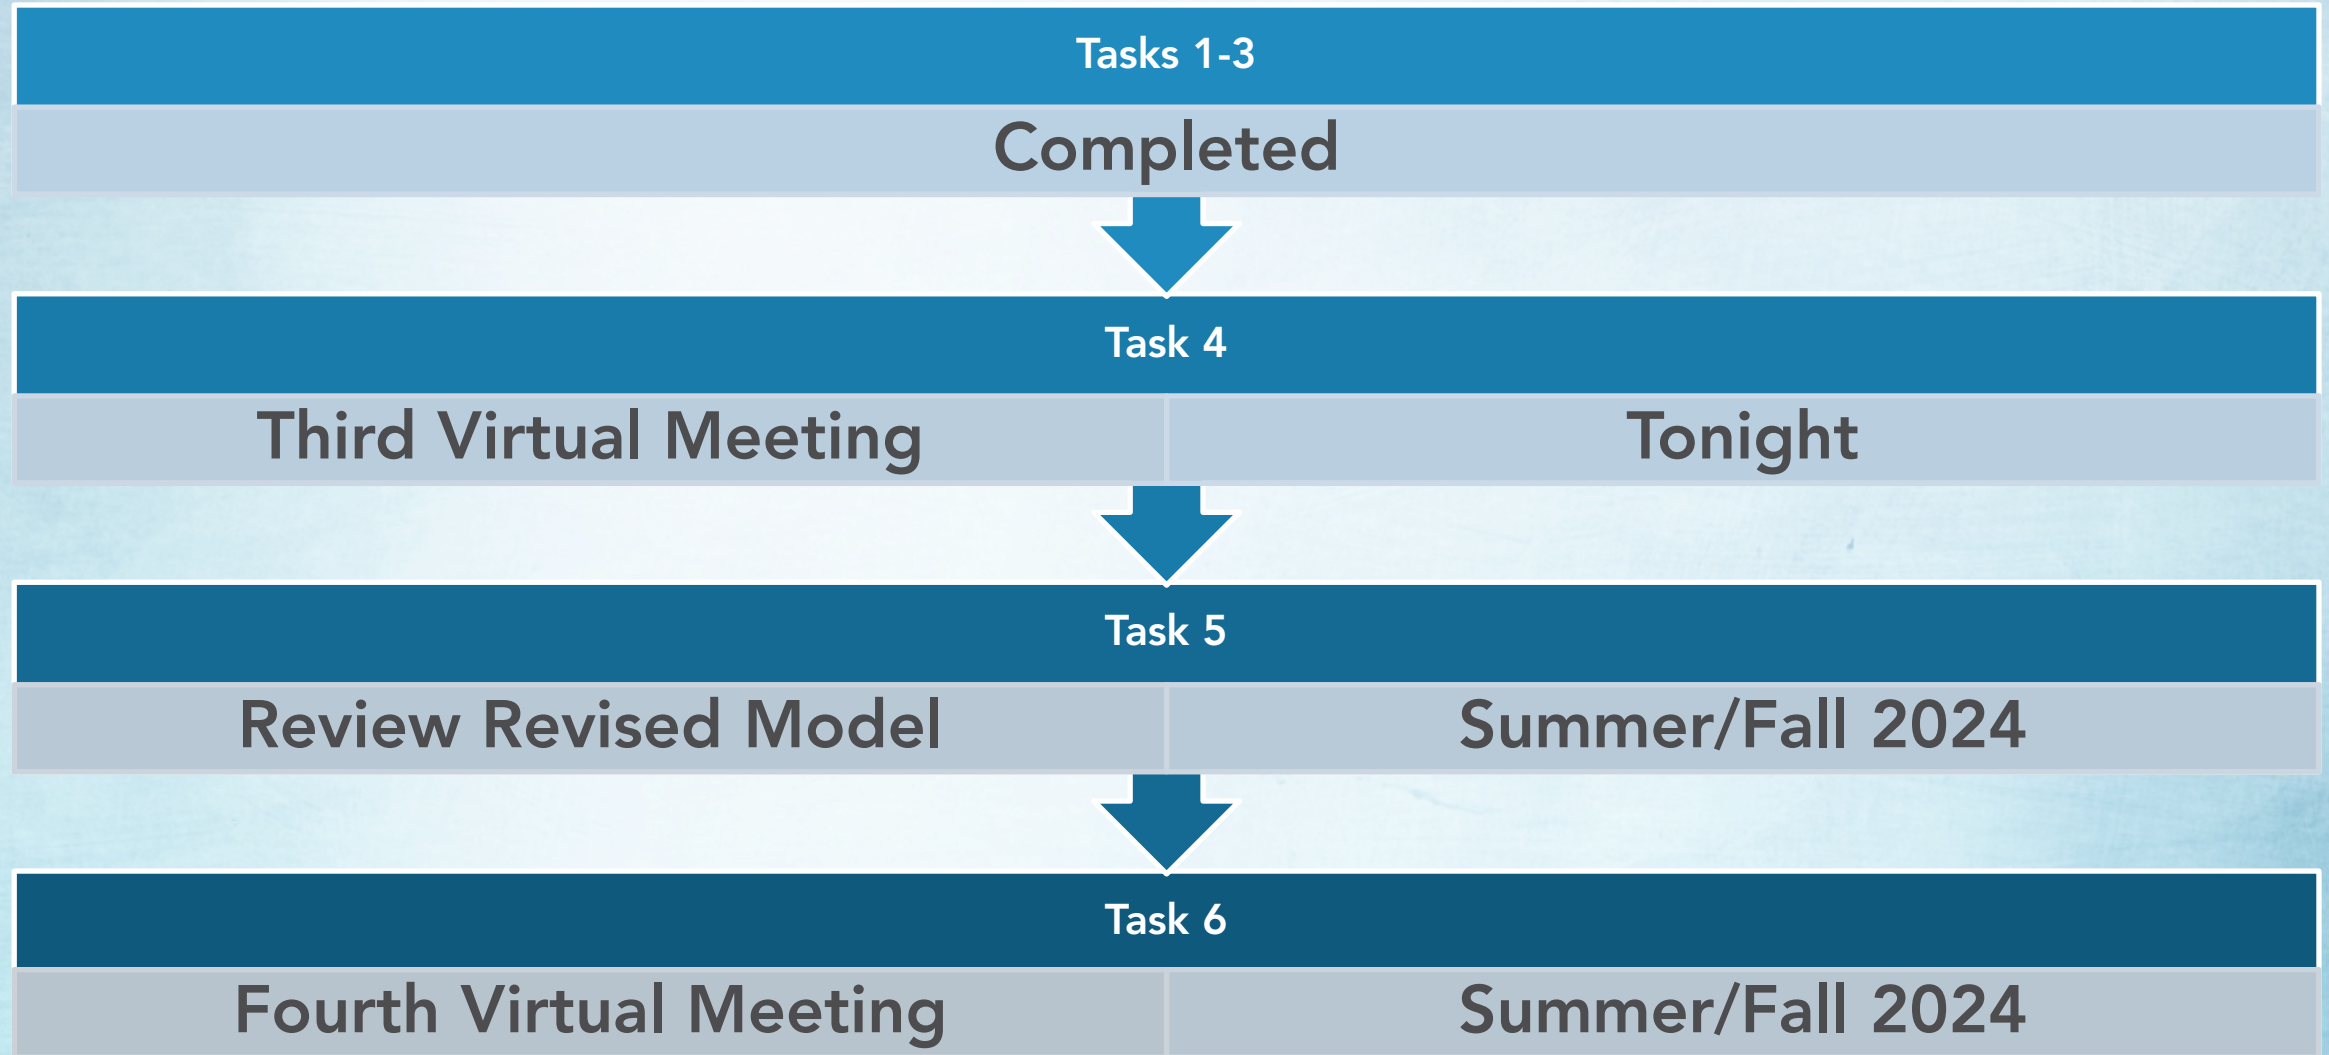 Tasks 1-3
Completed
Task 4
Third Virtual Meeting
Tonight
Task 5
Review Revised Model
Summer/Fall 2024
Task 6
Fourth Virtual Meeting
Summer/Fall 2024